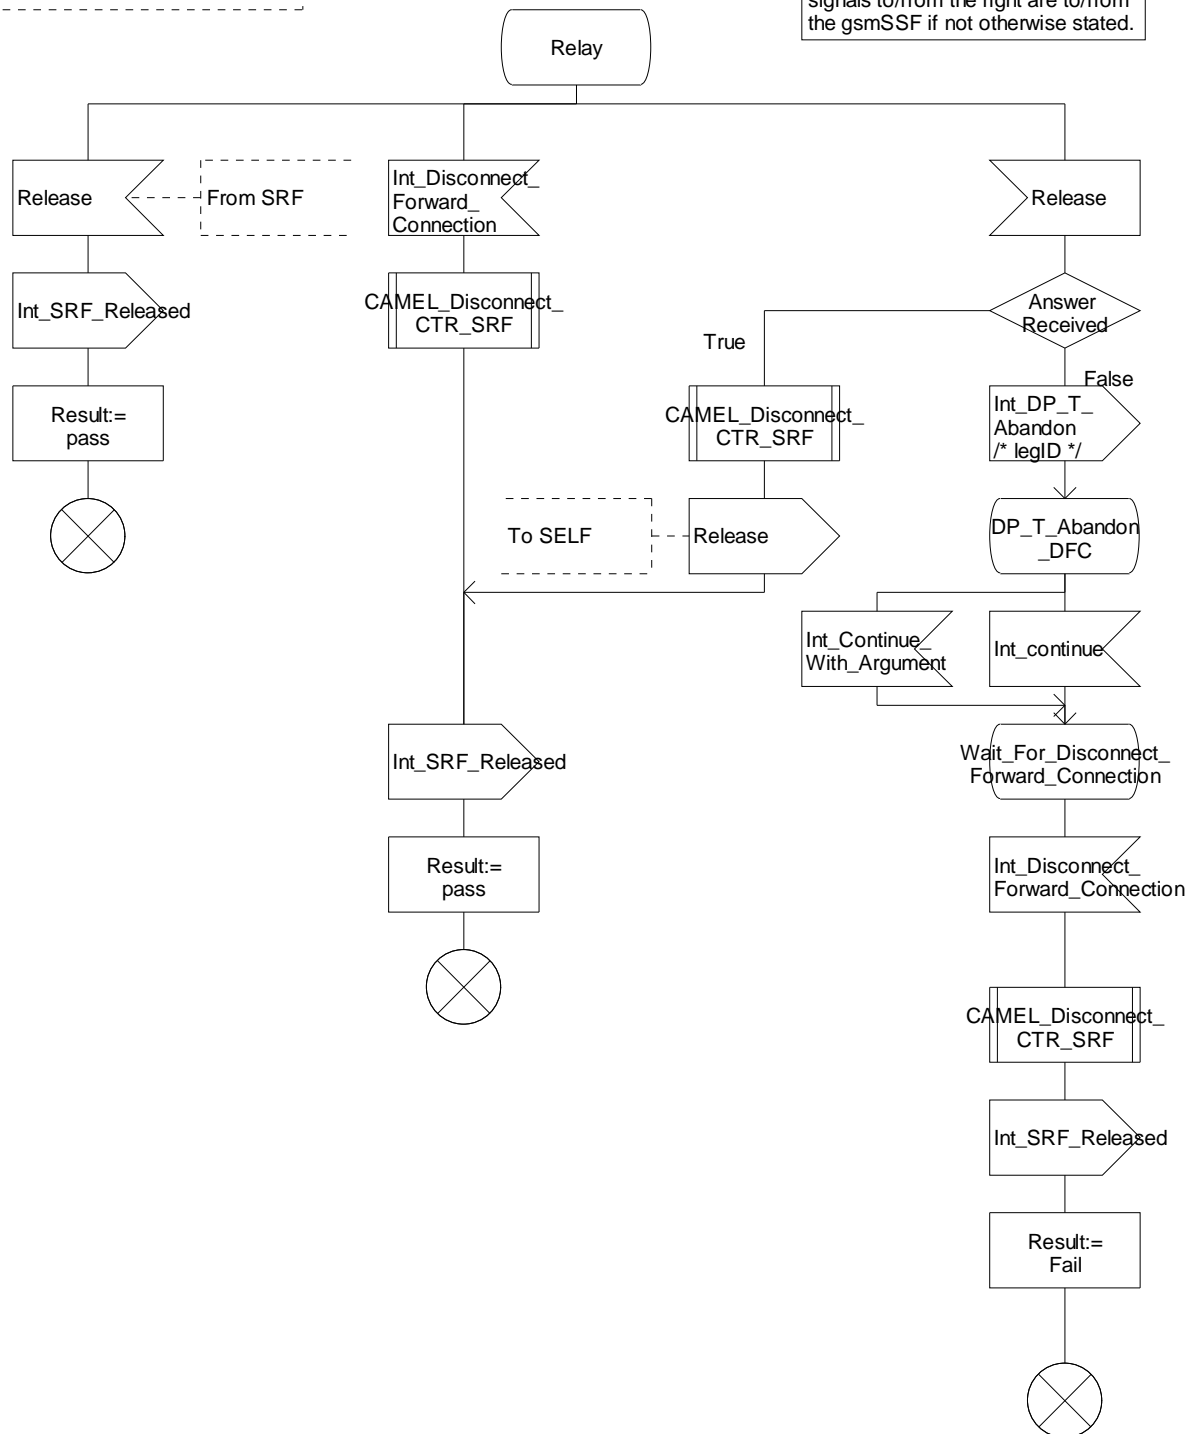 signals to/from the right are to/from
the gsmSSF if not otherwise stated.
Relay
Release
From SRF
Int_Disconnect_
Forward_
Connection
Release
Int_SRF_Released
CAMEL_Disconnect_
CTR_SRF
Answer
Received
True
False
Result:=
pass
CAMEL_Disconnect_
CTR_SRF
Int_DP_T_
Abandon
/* legID */
To SELF
Release
DP_T_Abandon
_DFC
Int_Continue_
With_Argument
Int_continue
Int_SRF_Released
Wait_For_Disconnect_
Forward_Connection
Result:=
pass
Int_Disconnect_
Forward_Connection
CAMEL_Disconnect_
CTR_SRF
Int_SRF_Released
Result:=
Fail